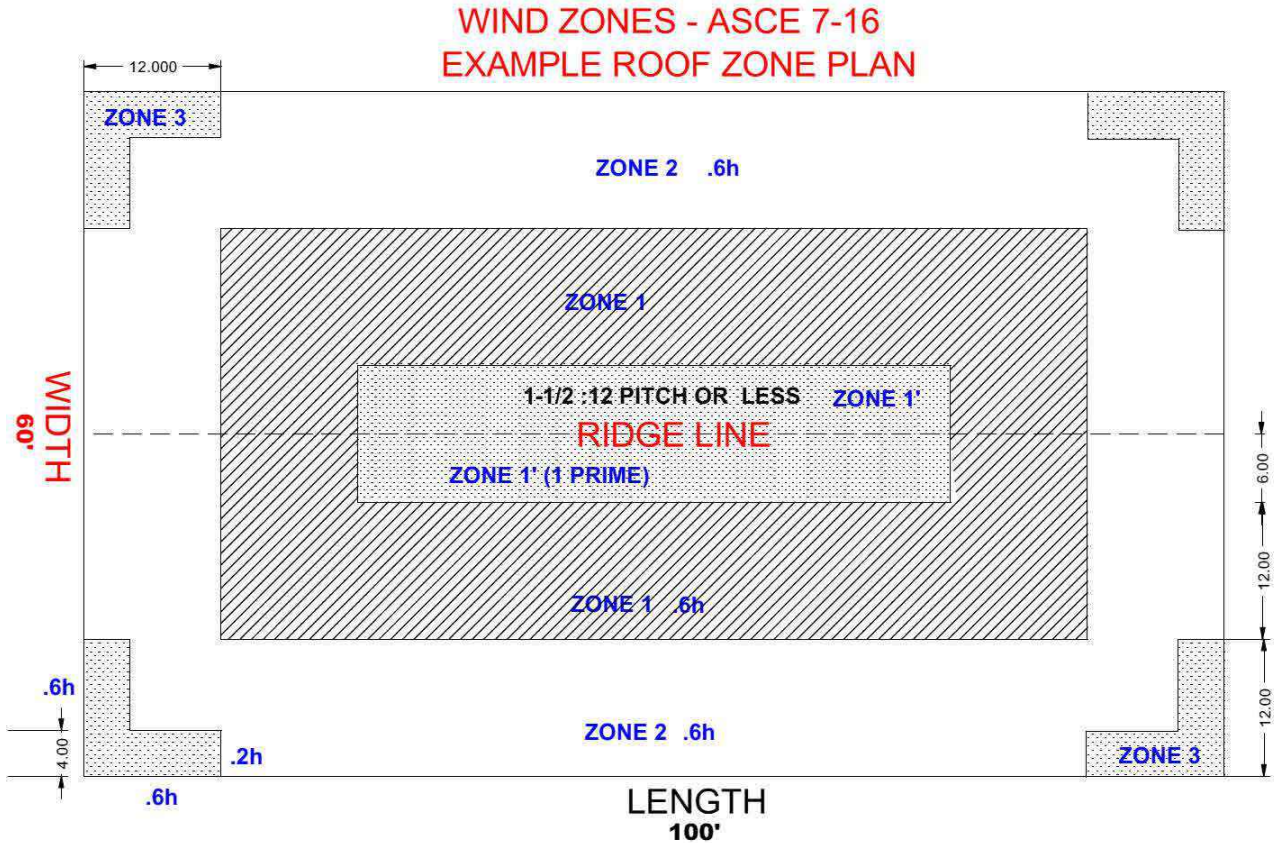 WIND ZONES - ASCE 7-16
EXAMPLE ROOF ZONE PLAN
12.000
ZONE 3
ZONE 2 .6h
ZONE 1
1-1/2 :12 PITCH OR LESS
ZONE 1'
RIDGE LINE
ZONE 1' (1 PRIME)
WIDTH
60'
6.00
12.00
ZONE 1 .6h
.6h
12.00
4.00
ZONE 2 .6h
.2h
ZONE 3
.6h
LENGTH
100'